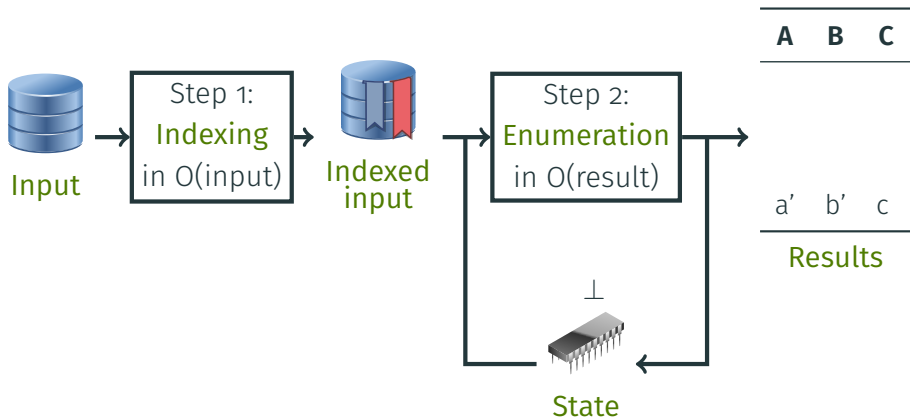 A B C
Step 1:
Indexing
in O(input)
Step 2:
Enumeration
in O(result)
Input
Indexed
input
a’ b’ c
Results
⊥
State